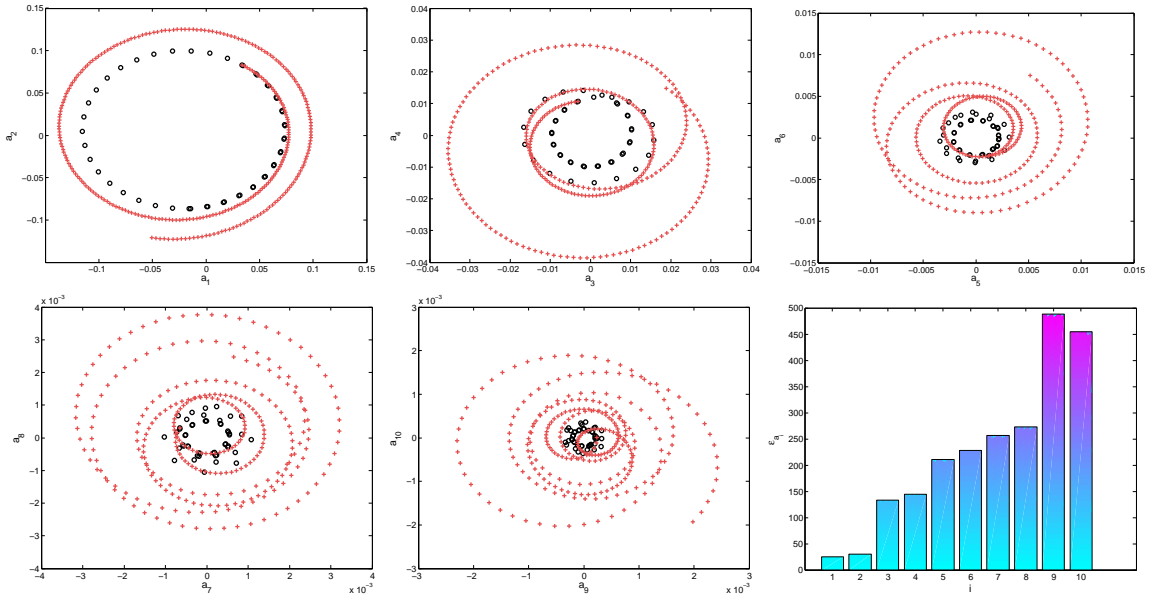 0.15
0.1
0.05
0
−0.05
−0.1
a2
−0.1 −0.05 0 0.05 0.1 0.15
a1
0.04
0.03
0.02
0.01
0
−0.01
−0.02
−0.03
−0.04
a4
−0.04 −0.03 −0.02 −0.01 0 0.01 0.02 0.03 0.04
a3
0.015
0.01
0.005
0
−0.005
−0.01
−0.015
a6
−0.015 −0.01 −0.005 0 0.005 0.01 0.015
a5
x 10−3
4
3
2
1
0
−1
−2
−3
−4
a8
−4 −3 −2 −1 0 1 2 3 4
a7
x 10−3
x 10−3
3
2
1
0
−1
−2
−3
a10
−3 −2 −1 0 1 2 3
a9
x 10−3
500
450
400
350
300
250
200
150
100
50
0
εa
1 2 3 4 5 6 7 8 9 10
i